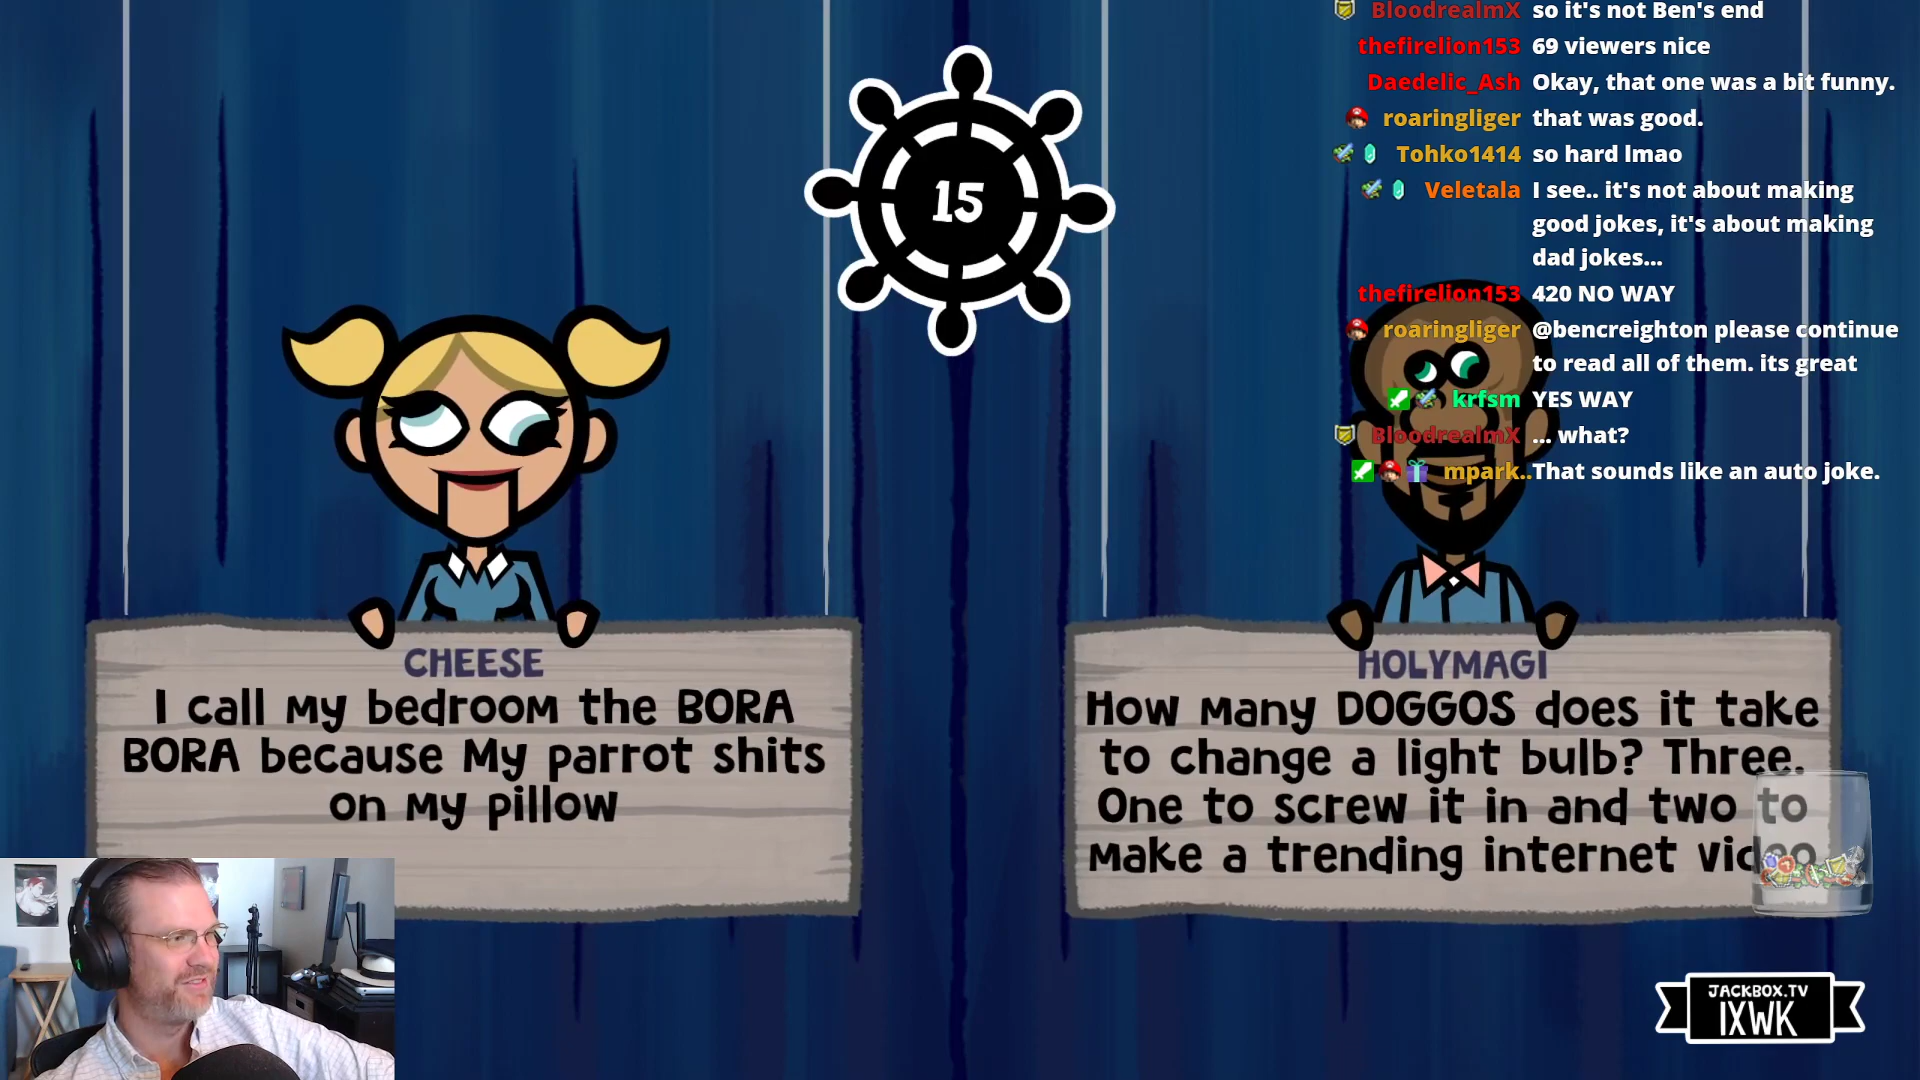 BloodrealmX so it's not Ben's end
thefirelion153 69 viewers nice
Daedelic_Ash Okay, that one was a bit funny.
roaringliger that was good.
Tohko1414 so hard lmao
Veletala I see.. it's not about making
good jokes, it's about making
dad jokes...
thefirelion153 420 NO WAY
roaringliger @bencreighton please continue
to read all of them. its great
krfsm YES WAY
BloodrealmX ... what?
mpark.. That sounds like an auto joke.
15
CHEESE
I call my bedroom the BORA
BORA because My parrot shits
on my pillow
HOLYMAGI
How many DOGGOS does it take
to change a light bulb? Three.
One to screw it in and two to
make a trending internet video
JACKBOX.TV
IXWK